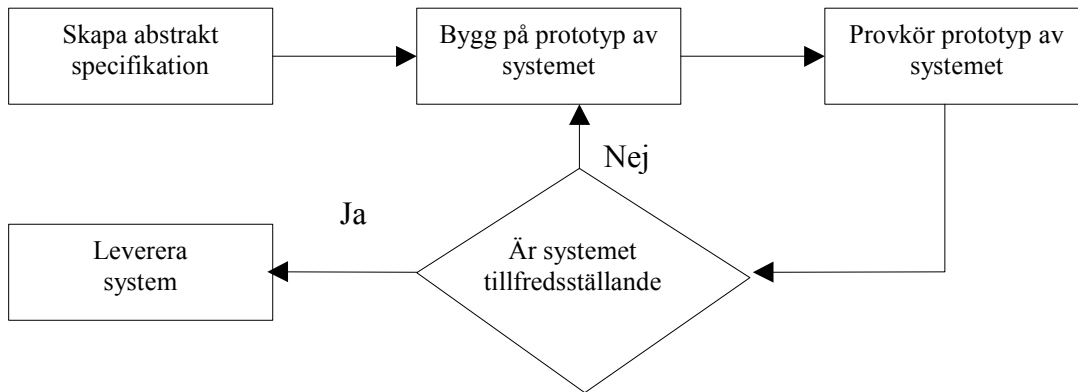 Skapa abstrakt
specifikation
Bygg på prototyp av
systemet
Provkör prototyp av
systemet
Nej
Ja
Är systemet
tillfredsställande
Leverera
system